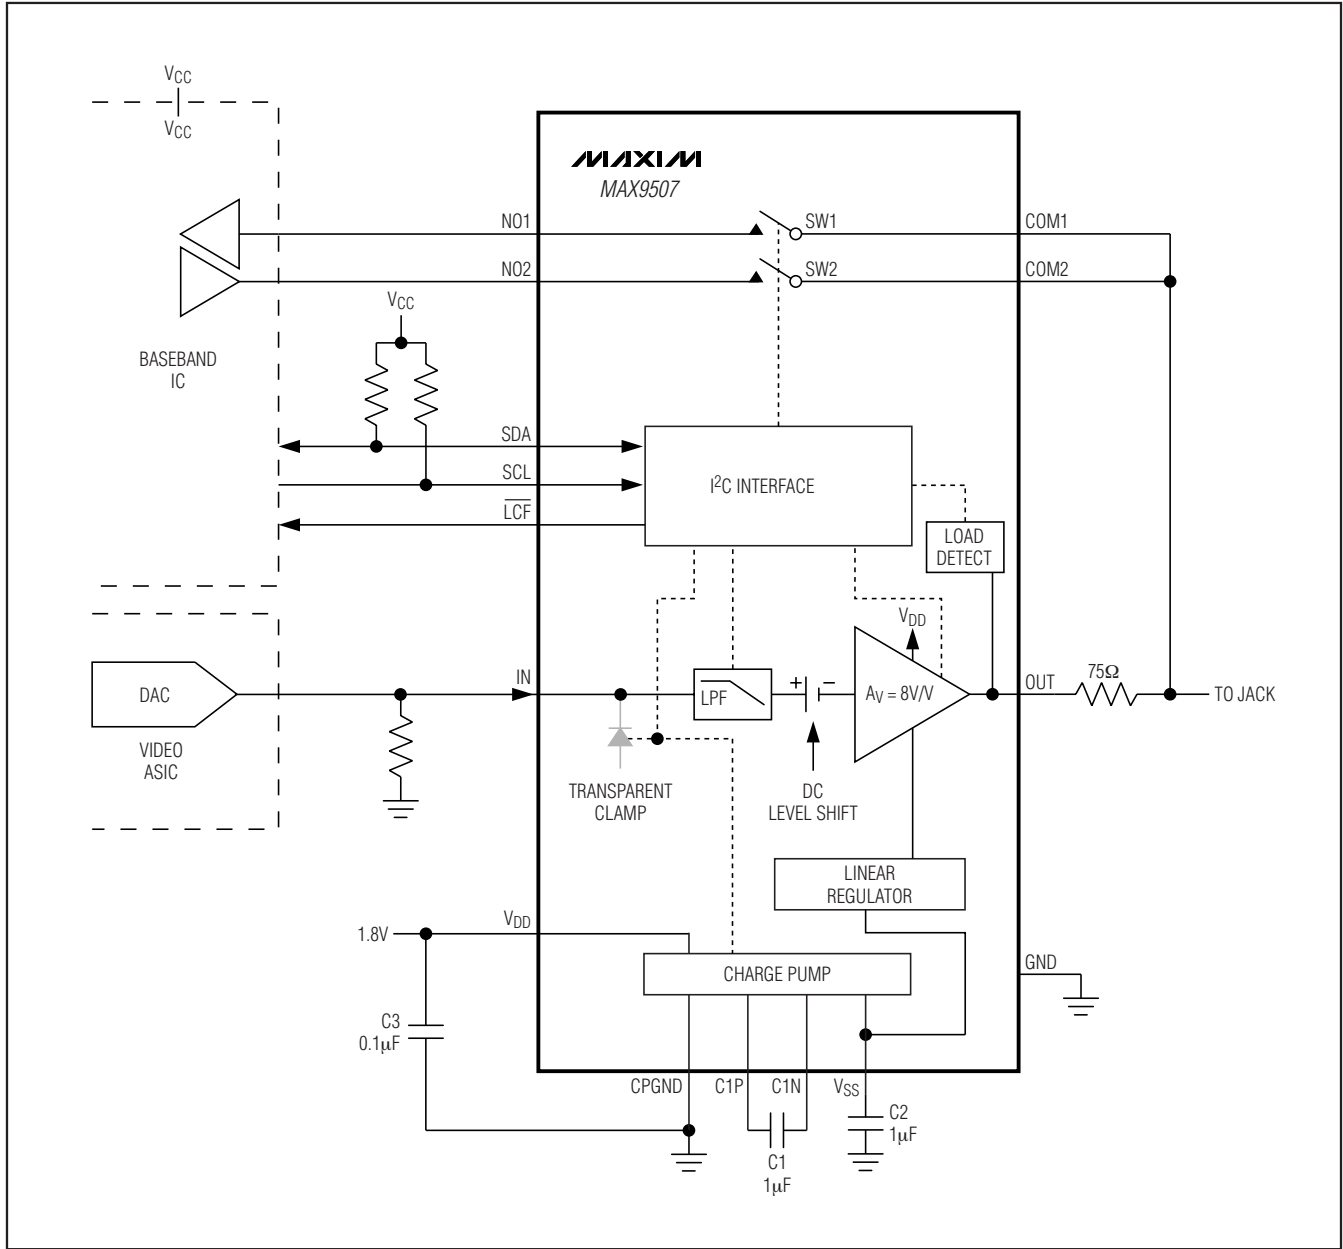 VCC
VCC
MAXIM
MAX9507
NO1
SW1
COM1
NO2
SW2
COM2
VCC
BASEBAND
IC
SDA
SCL
LCF
I²C INTERFACE
LOAD
DETECT
VDD
DAC
IN
LPF
+
−
AV = 8V/V
OUT
75Ω
TO JACK
VIDEO
ASIC
TRANSPARENT
CLAMP
DC
LEVEL SHIFT
LINEAR
REGULATOR
1.8V
VDD
CHARGE PUMP
GND
C3
0.1µF
CPGND
C1P
C1N
VSS
C2
1µF
C1
1µF